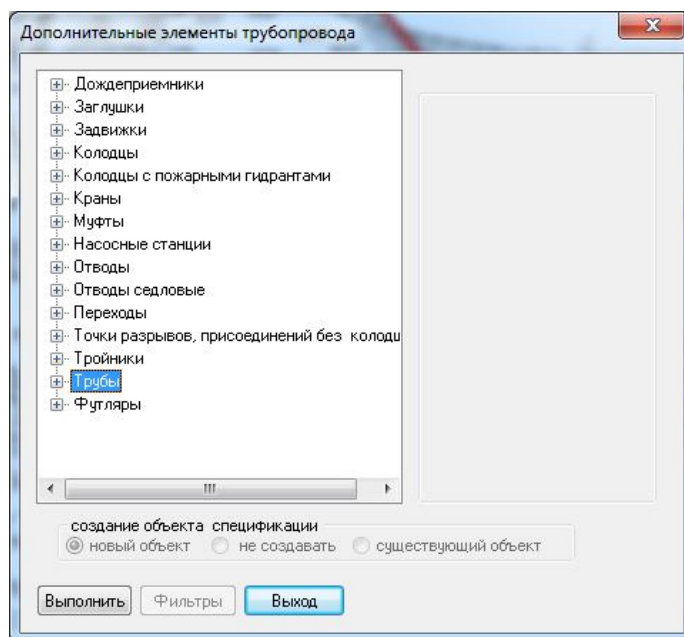 Дополнительные элементы трубопровода
Дождеприемники
Заглушки
Задвижки
Колодцы
Колодцы с пожарными гидрантами
Краны
Муфты
Насосные станции
Отводы
Отводы седловые
Переходы
Точки разрывов, присоединений без колодц
Тройники
Трубы
Футляры
создание объекта спецификации
новый объект не создавать существующий объект
Выполнить Фильтры Выход